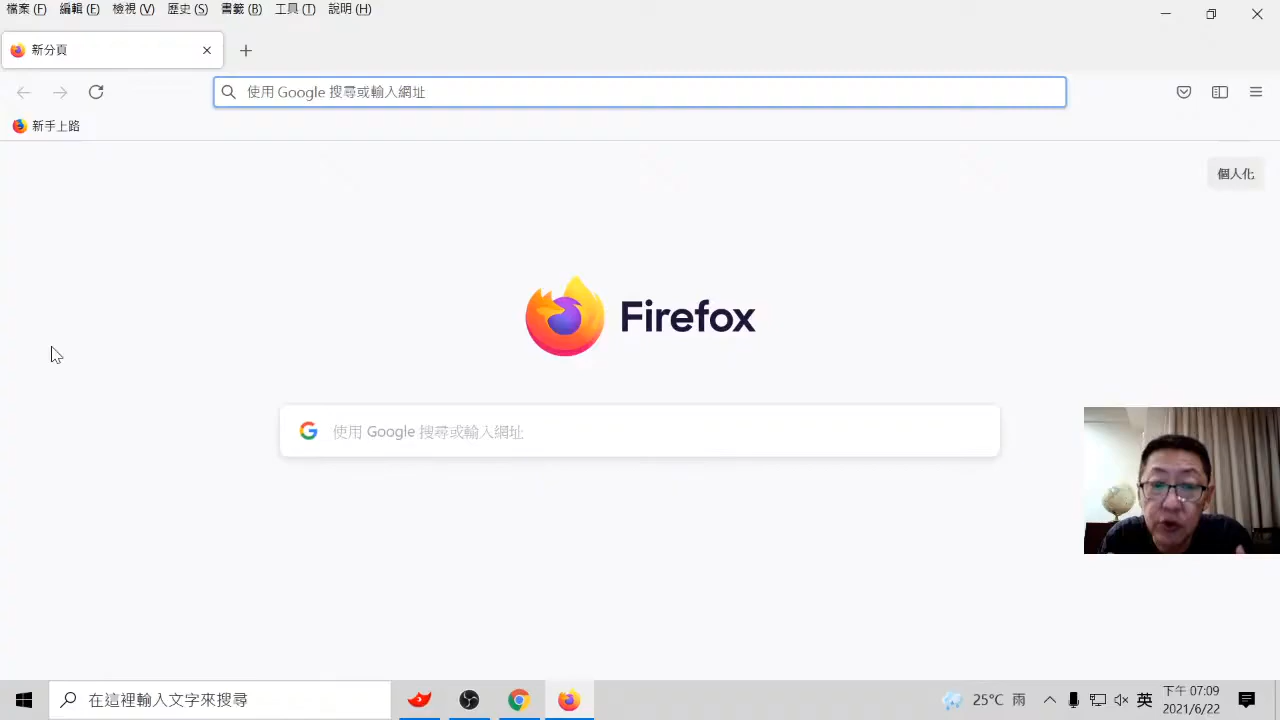 檔案 (F) 編輯 (E) 檢視 (V) 歷史 (S) 書籤 (B) 工具 (T) 說明 (H)
新分頁
使用 Google 搜尋或輸入網址
新手上路
個人化
Firefox
使用 Google 搜尋或輸入網址
在這裡輸入文字來搜尋
25°C 雨
英
下午 07:09
2021/6/22